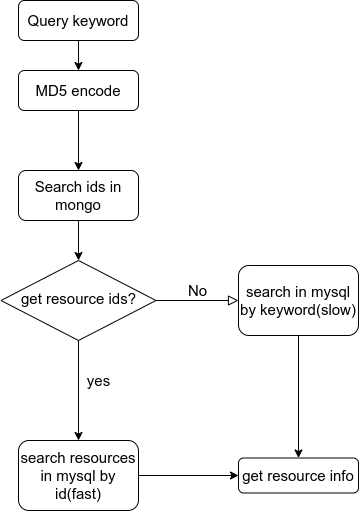 Query keyword
MD5 encode
Search ids in
mongo
get resource ids?
No
search in mysql
by keyword(slow)
yes
search resources
in mysql by
id(fast)
get resource info